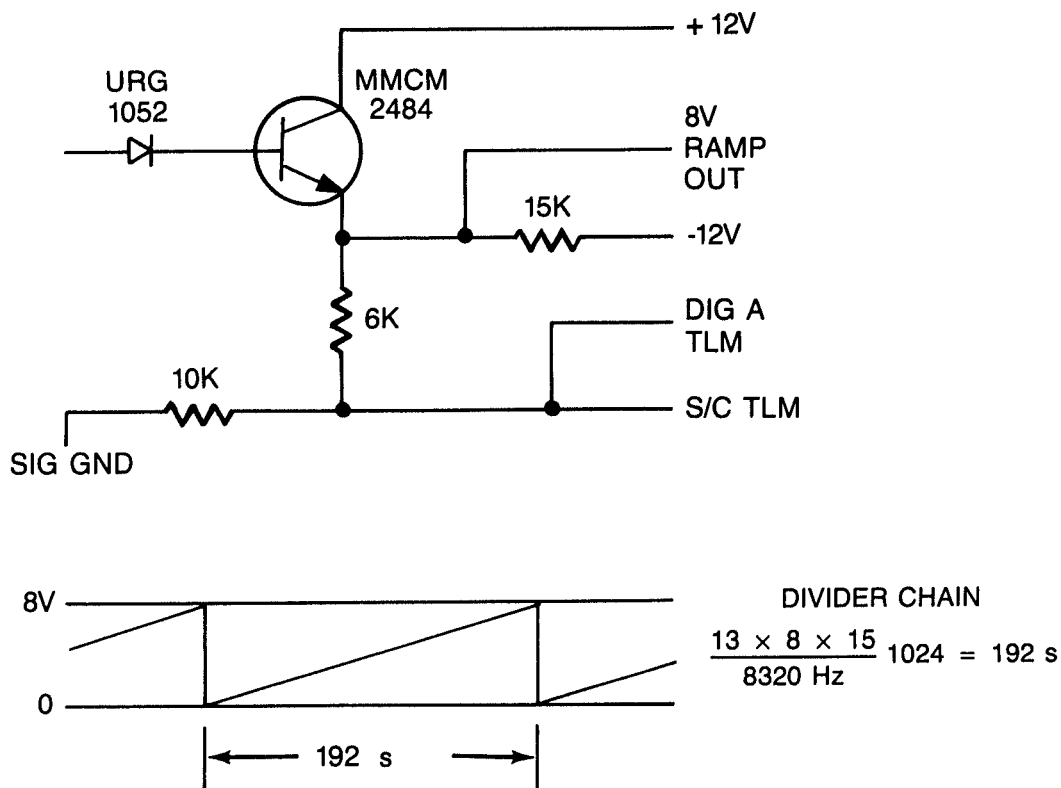 + 12V
URG
1052
MMCM
2484
8V
RAMP
OUT
15K
-12V
6K
DIG A
TLM
10K
S/C TLM
SIG GND
8V
0
192 s
DIVIDER CHAIN
13 × 8 × 15
8320 Hz
1024 = 192 s